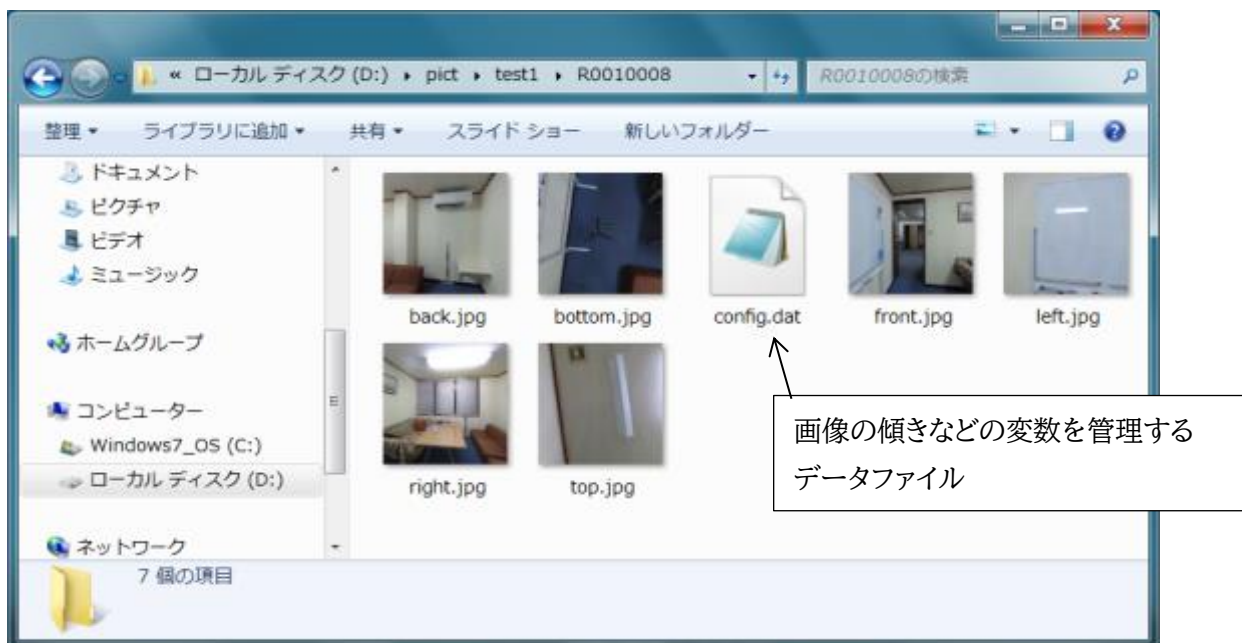 « ローカル ディスク (D:) ▸ pict ▸ test1 ▸ R0010008
R0010008の検索
整理 ライブラリに追加 共有 スライド ショー 新しいフォルダー
ドキュメント
ピクチャ
ビデオ
ミュージック
ホームグループ
コンピューター
Windows7_OS (C:)
ローカル ディスク (D:)
ネットワーク
back.jpg bottom.jpg config.dat front.jpg left.jpg
right.jpg top.jpg
画像の傾きなどの変数を管理する
データファイル
7 個の項目